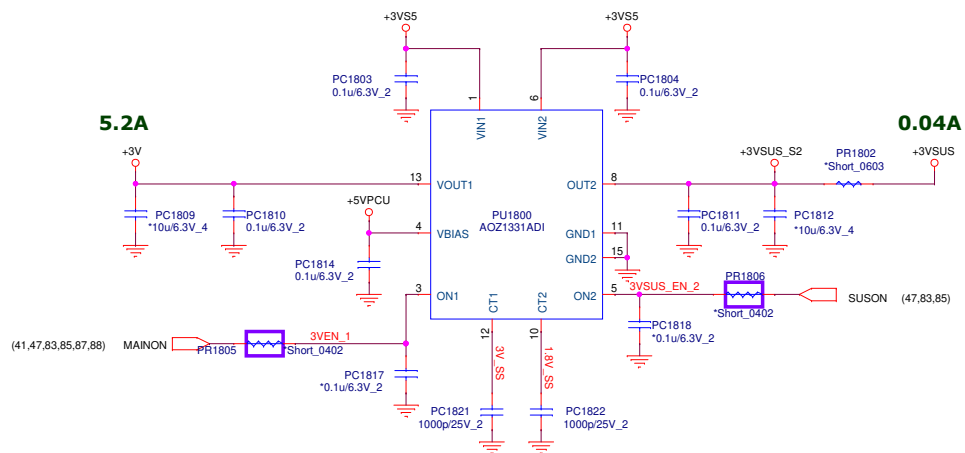 +3VS5
+3VS5
PC1803
0.1u/6.3V_2
PC1804
0.1u/6.3V_2
1
6
VIN1
VIN2
5.2A
0.04A
+3V
+3VSUS_S2
PR1802
*Short_0603
+3VSUS
13
VOUT1
OUT2
8
PC1809
*10u/6.3V_4
PC1810
0.1u/6.3V_2
+5VPCU
PU1800
AOZ1331ADI
PC1811
0.1u/6.3V_2
PC1812
*10u/6.3V_4
4
VBIAS
GND1
11
GND2
15
PC1814
0.1u/6.3V_2
3
ON1
CT1
CT2
ON2
5
3VSUS_EN_2
PR1806
*Short_0402
SUSON
(47,83,85)
12
10
PC1818
*0.1u/6.3V_2
(41,47,83,85,87,88)
MAINON
PR1805
3VEN_1
*Short_0402
3V_SS
1.8V_SS
PC1817
*0.1u/6.3V_2
PC1821
1000p/25V_2
PC1822
1000p/25V_2